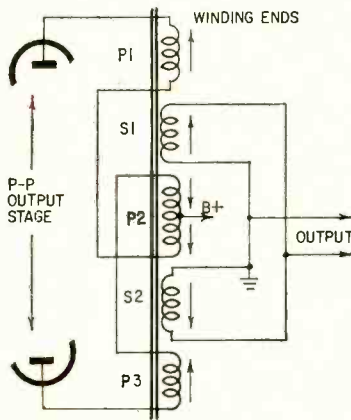 WINDING ENDS
P1
S1
P-P
OUTPUT
STAGE
P2
B+
OUTPUT
S2
P3